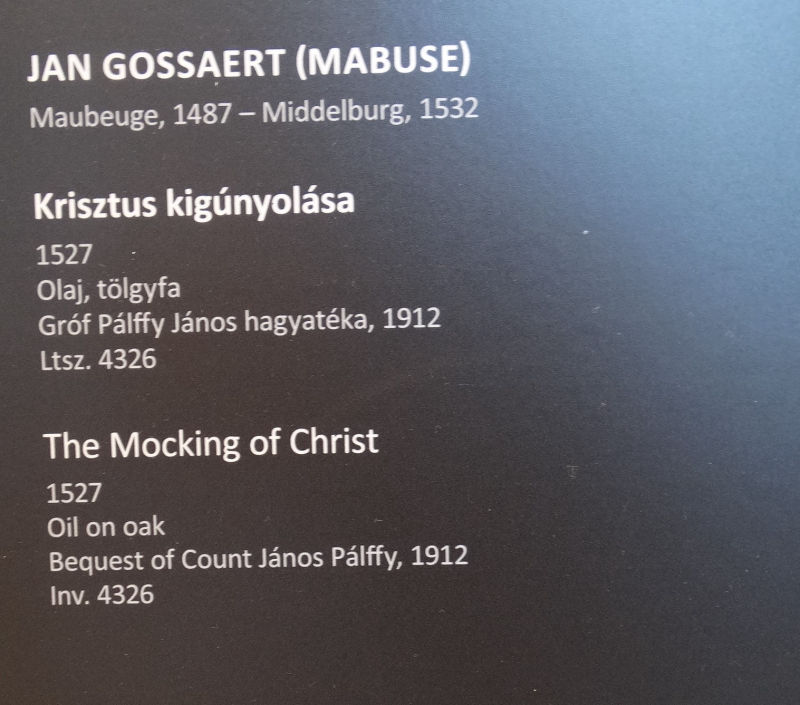 JAN GOSSAERT (MABUSE)
Maubeuge, 1487 – Middelburg, 1532
Krisztus kigúnyolása
1527
Olaj, tölgyfa
Gróf Pálffy János hagyatéka, 1912
Ltsz. 4326
The Mocking of Christ
1527
Oil on oak
Bequest of Count János Pálffy, 1912
Inv. 4326